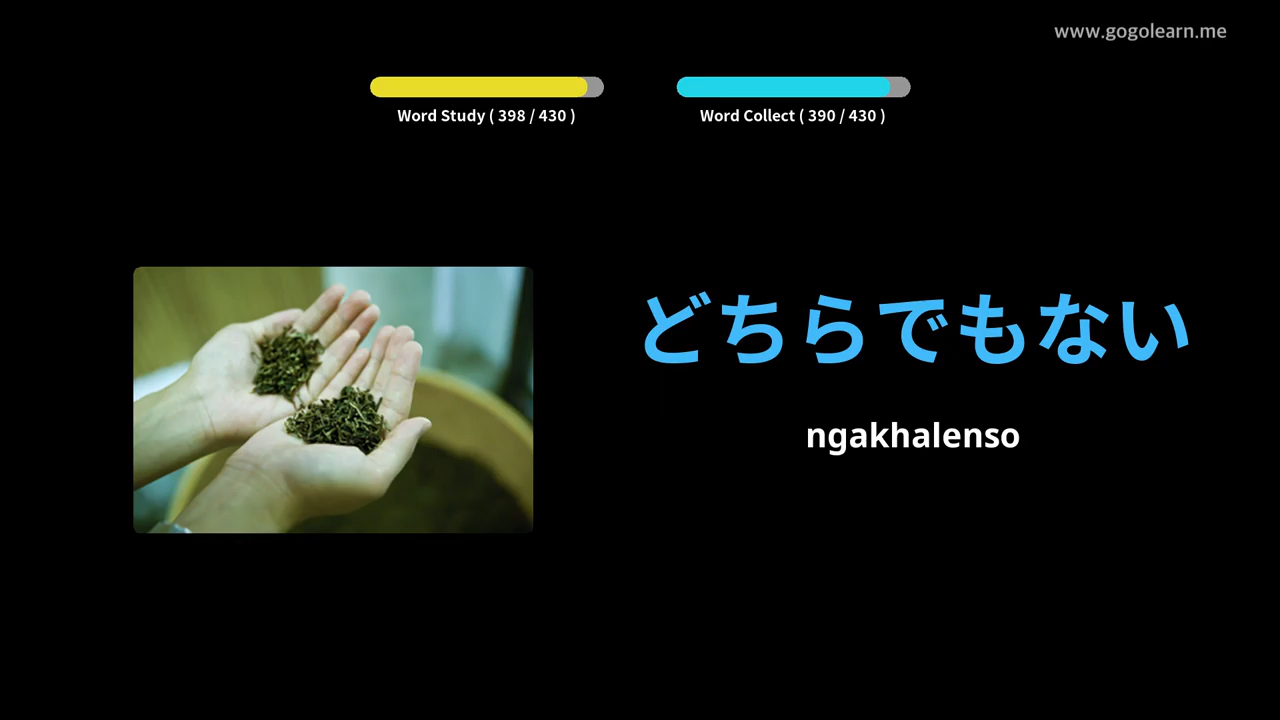 www.gogolearn.me
Word Study ( 398 / 430 )
Word Collect ( 390 / 430 )
どちらでもない
ngakhalenso